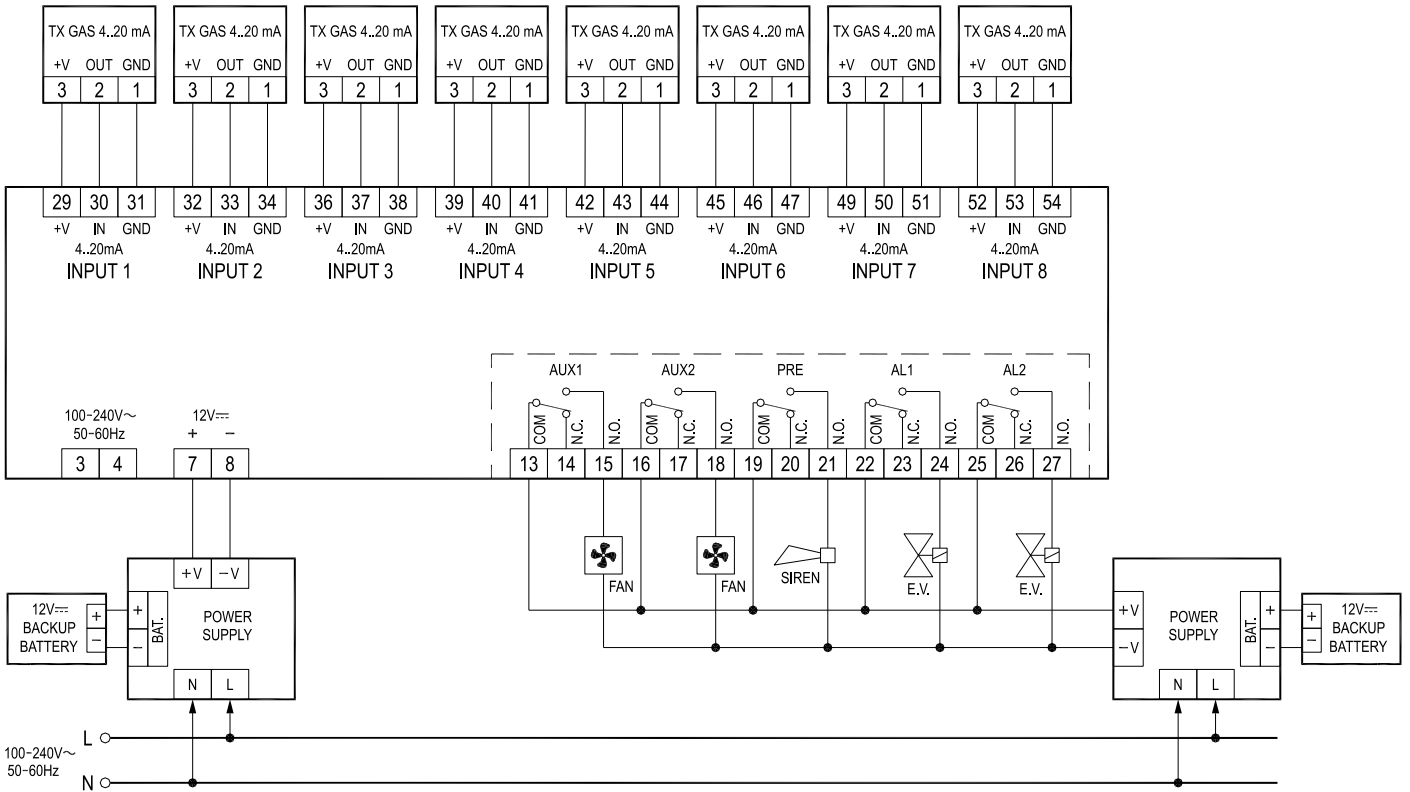 TX GAS 4..20 mA TX GAS 4..20 mA TX GAS 4..20 mA TX GAS 4..20 mA TX GAS 4..20 mA TX GAS 4..20 mA TX GAS 4..20 mA TX GAS 4..20 mA
+V OUT GND +V OUT GND +V OUT GND +V OUT GND +V OUT GND +V OUT GND +V OUT GND +V OUT GND
3 2 1 3 2 1 3 2 1 3 2 1 3 2 1 3 2 1 3 2 1 3 2 1
29 30 31 32 33 34 36 37 38 39 40 41 42 43 44 45 46 47 49 50 51 52 53 54
+V IN GND +V IN GND +V IN GND +V IN GND +V IN GND +V IN GND +V IN GND +V IN GND
4..20mA 4..20mA 4..20mA 4..20mA 4..20mA 4..20mA 4..20mA 4..20mA
INPUT 1 INPUT 2 INPUT 3 INPUT 4 INPUT 5 INPUT 6 INPUT 7 INPUT 8
AUX1 AUX2 PRE AL1 AL2
COM N.C. N.O. COM N.C. N.O. COM N.C. N.O. COM N.C. N.O. COM N.C. N.O.
100-240V~ 12V⎓
50-60Hz + −
3 4 7 8 13 14 15 16 17 18 19 20 21 22 23 24 25 26 27
FAN FAN SIREN E.V. E.V.
+V −V
12V⎓
BACKUP
BATTERY
+
−
+
−
BAT.
POWER
SUPPLY
N L
+V
−V
POWER
SUPPLY
BAT.
+
−
+
−
12V⎓
BACKUP
BATTERY
N L
L
100-240V~
50-60Hz
N